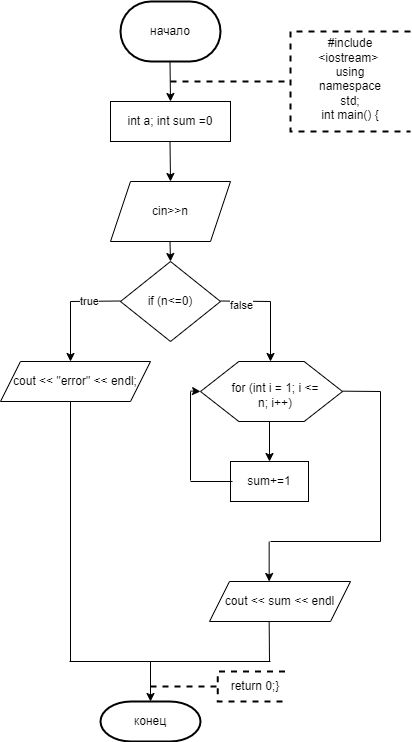 начало
#include
<iostream>
using
namespace
std;
int main() {
int a; int sum =0
cin>>n
if (n<=0)
true
false
cout << "error" << endl;
for (int i = 1; i <=
n; i++)
sum+=1
cout << sum << endl
return 0;}
конец